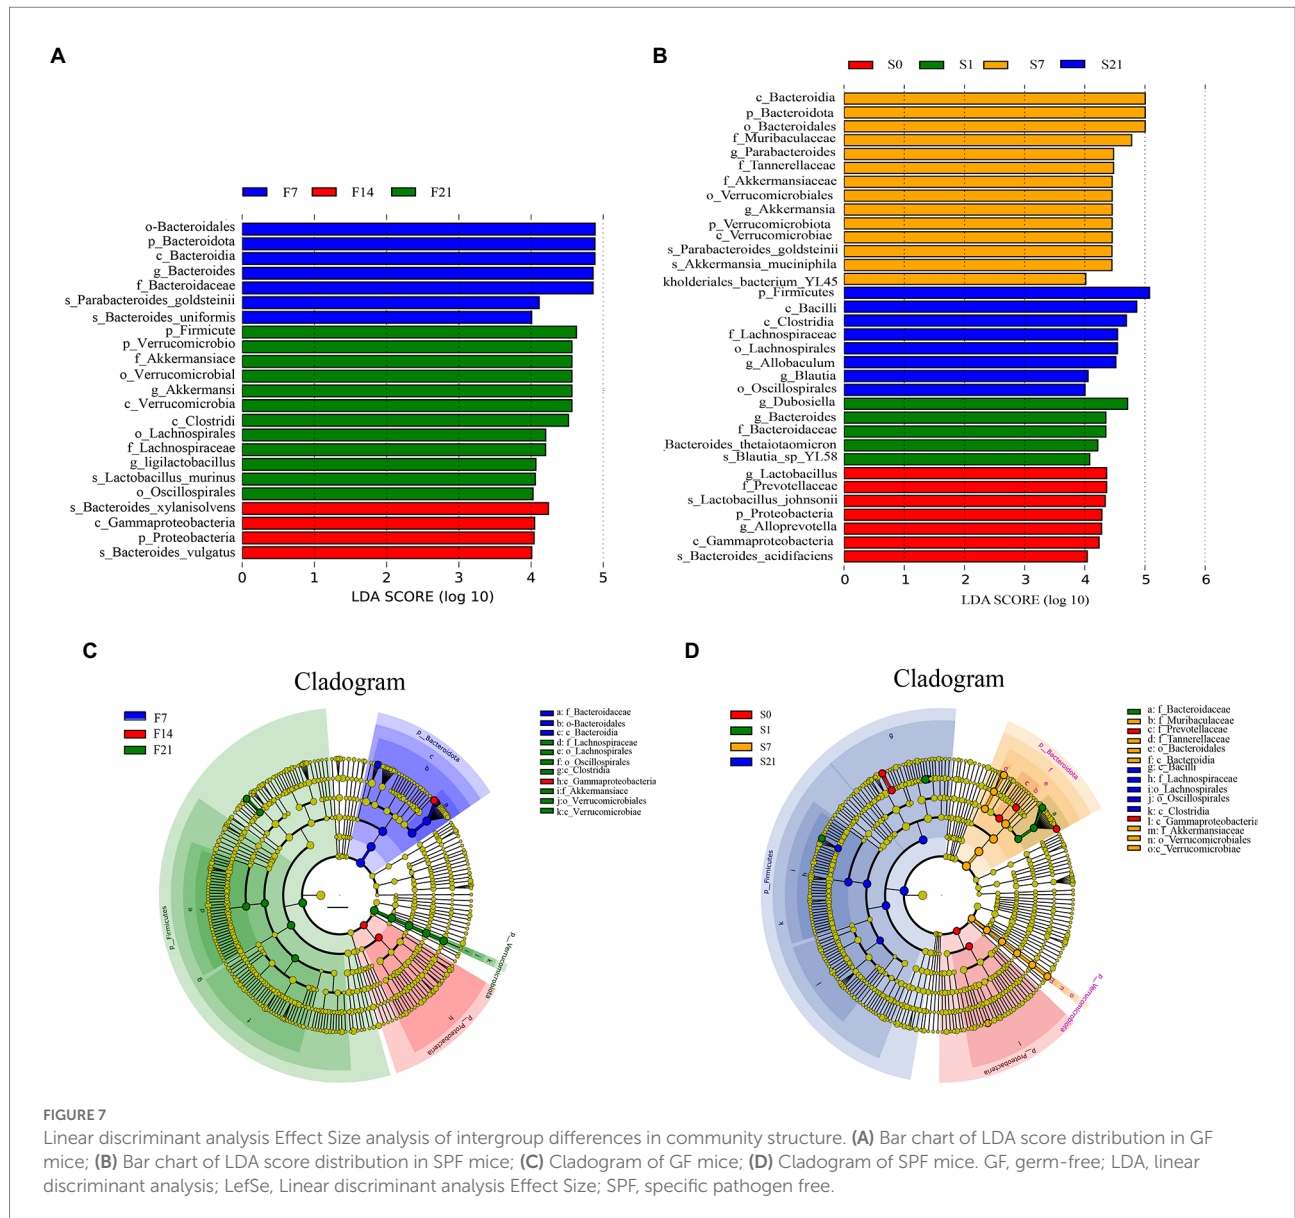 A
F7 F14 F21
o-Bacteroidales
p_Bacteroidota
c_Bacteroidia
g_Bacteroides
f_Bacteroidaceae
s_Parabacteroides_goldsteinii
s_Bacteroides_uniformis
p_Firmicute
p_Verrucomicrobio
f_Akkermansiace
o_Verrucomicrobial
g_Akkermansi
c_Verrucomicrobia
c_Clostridi
o_Lachnospirales
f_Lachnospiraceae
g_ligilactobacillus
s_Lactobacillus_murinus
o_Oscillospirales
s_Bacteroides_xylanisolvens
c_Gammaproteobacteria
p_Proteobacteria
s_Bacteroides_vulgatus
0 1 2 3 4 5
LDA SCORE (log 10)
B
S0 S1 S7 S21
c_Bacteroidia
p_Bacteroidota
o_Bacteroidales
f_Muribaculaceae
g_Parabacteroides
f_Tannerellaceae
f_Akkermansiaceae
o_Verrucomicrobiales
g_Akkermansia
p_Verrucomicrobiota
c_Verrucomicrobiae
s_Parabacteroides_goldsteinii
s_Akkermansia_muciniphila
kholderiales_bacterium_YL45
p_Firmicutes
c_Bacilli
c_Clostridia
f_Lachnospiraceae
o_Lachnospirales
g_Allobaculum
g_Blautia
o_Oscillospirales
g_Dubosiella
g_Bacteroides
f_Bacteroidaceae
Bacteroides_thetaiotaomicron
s_Blautia_sp_YL58
g_Lactobacillus
f_Prevotellaceae
s_Lactobacillus_johnsonii
p_Proteobacteria
g_Alloprevotella
c_Gammaproteobacteria
s_Bacteroides_acidifaciens
0 1 2 3 4 5 6
LDA SCORE (log 10)
C
Cladogram
F7
F14
F21
p_Bacteroidota
c
b
p_Firmicutes
e
d
g
f
h
p_Proteobacteria
k
p_Verrucomicrobiota
a: f_Bacteroidaceae
b: o-Bacteroidales
c: c_Bacteroidia
d: f_Lachnospiraceae
e: o_Lachnospirales
f: o_Oscillospirales
g:c_Clostridia
h:c_Gammaproteobacteria
i:f_Akkermansiace
j:o_Verrucomicrobiales
k:c_Verrucomicrobiae
D
Cladogram
S0
S1
S7
S21
g
p_Bacteroidota
f
e
d
c
b
a
p_Firmicutes
i
h
k
j
l
p_Proteobacteria
o
n
p_Verrucomicrobiota
a: f_Bacteroidaceae
b: f_Muribaculaceae
c: f_Prevotellaceae
d: f_Tannerellaceae
e: o_Bacteroidales
f: c_Bacteroidia
g: c_Bacilli
h: f_Lachnospiraceae
i:o_Lachnospirales
j: o_Oscillospirales
k: c_Clostridia
l: c_Gammaproteobacteria
m: f_Akkermansiaceae
n: o_Verrucomicrobiales
o:c_Verrucomicrobiae
FIGURE 7
Linear discriminant analysis Effect Size analysis of intergroup differences in community structure. (A) Bar chart of LDA score distribution in GF
mice; (B) Bar chart of LDA score distribution in SPF mice; (C) Cladogram of GF mice; (D) Cladogram of SPF mice. GF, germ-free; LDA, linear
discriminant analysis; LefSe, Linear discriminant analysis Effect Size; SPF, specific pathogen free.